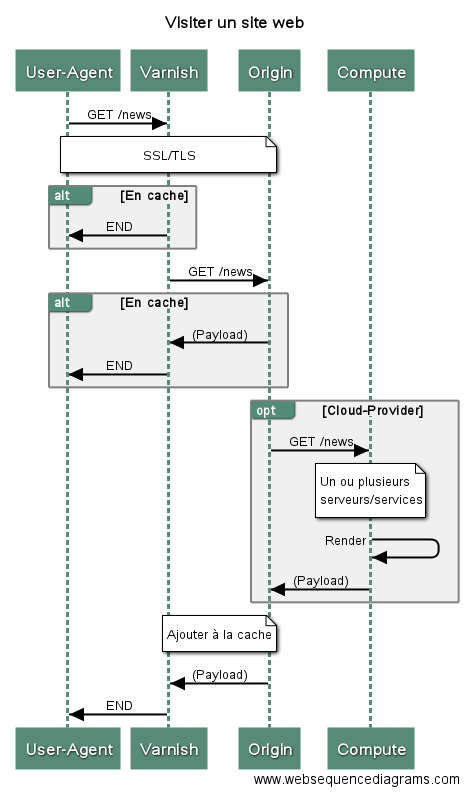 Visiter un site web
User-Agent
Varnish
Origin
Compute
GET /news
SSL/TLS
alt [En cache]
END
GET /news
alt [En cache]
(Payload)
END
opt [Cloud-Provider]
GET /news
Un ou plusieurs
serveurs/services
Render
(Payload)
Ajouter à la cache
(Payload)
END
User-Agent
Varnish
Origin
Compute
www.websequencediagrams.com